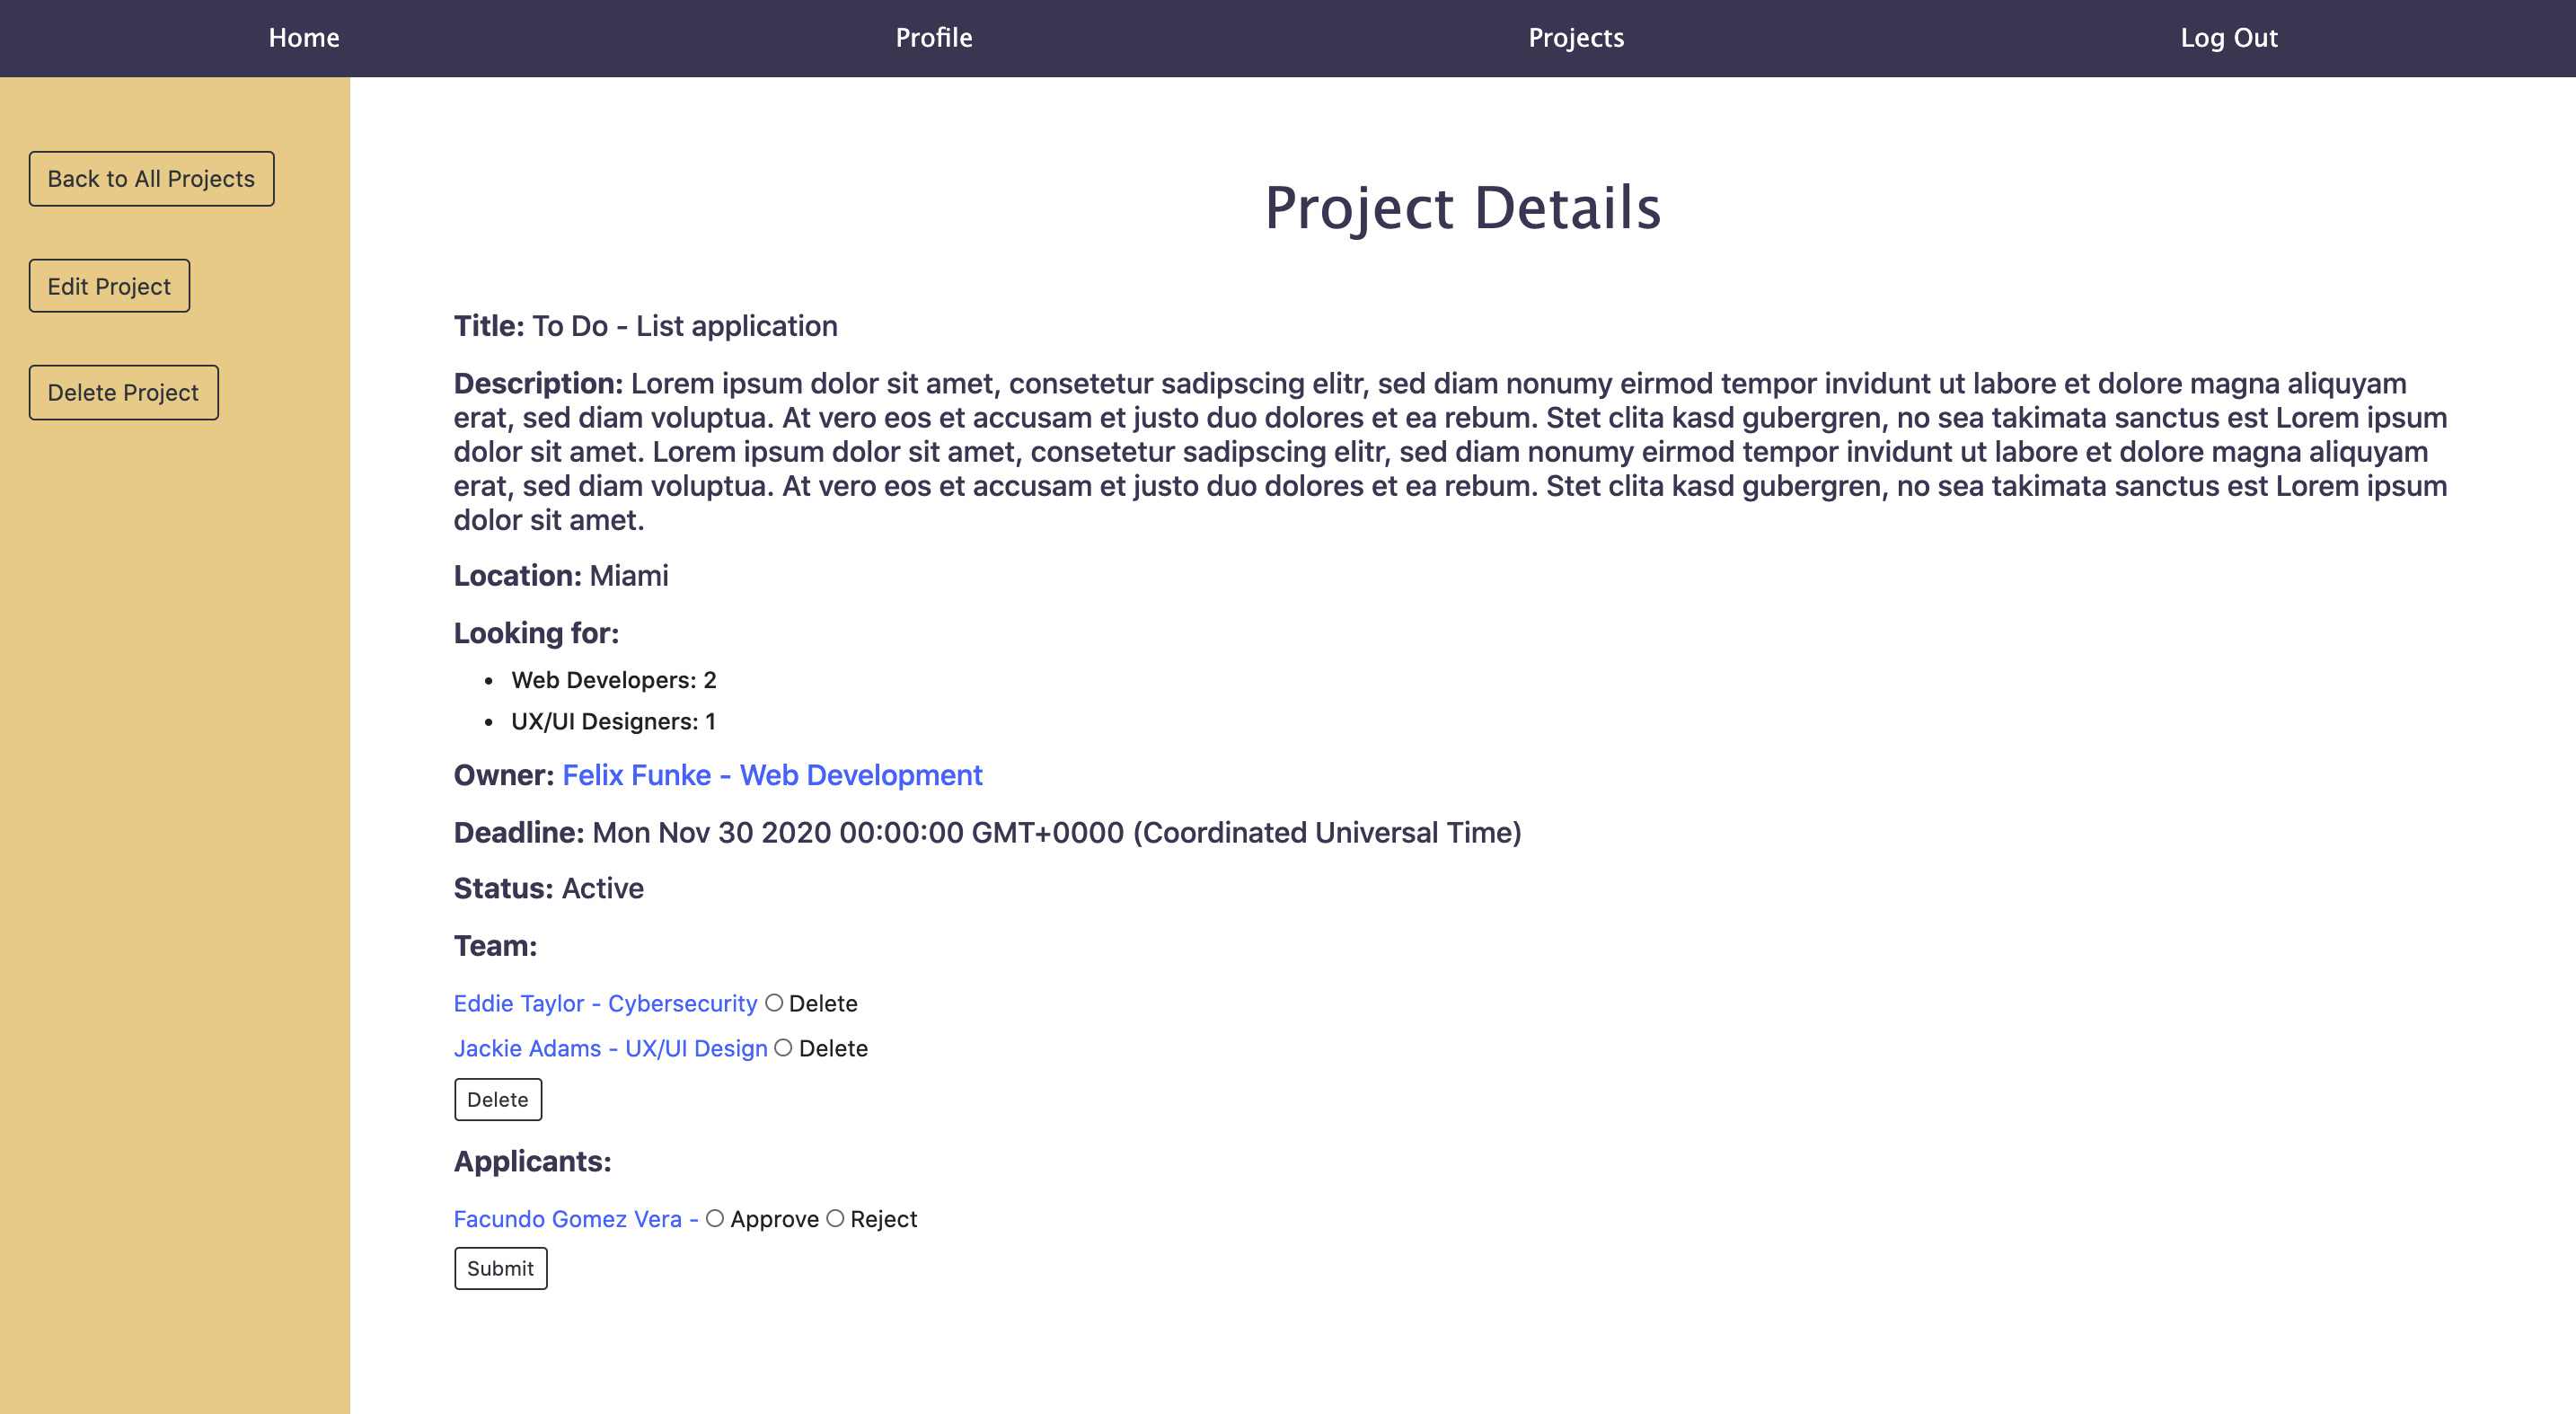 Home Profile Projects Log Out
Back to All Projects
Edit Project
Delete Project
Project Details
Title: To Do - List application
Description: Lorem ipsum dolor sit amet, consetetur sadipscing elitr, sed diam nonumy eirmod tempor invidunt ut labore et dolore magna aliquyam
erat, sed diam voluptua. At vero eos et accusam et justo duo dolores et ea rebum. Stet clita kasd gubergren, no sea takimata sanctus est Lorem ipsum
dolor sit amet. Lorem ipsum dolor sit amet, consetetur sadipscing elitr, sed diam nonumy eirmod tempor invidunt ut labore et dolore magna aliquyam
erat, sed diam voluptua. At vero eos et accusam et justo duo dolores et ea rebum. Stet clita kasd gubergren, no sea takimata sanctus est Lorem ipsum
dolor sit amet.
Location: Miami
Looking for:
• Web Developers: 2
• UX/UI Designers: 1
Owner: Felix Funke - Web Development
Deadline: Mon Nov 30 2020 00:00:00 GMT+0000 (Coordinated Universal Time)
Status: Active
Team:
Eddie Taylor - Cybersecurity Delete
Jackie Adams - UX/UI Design Delete
Delete
Applicants:
Facundo Gomez Vera - Approve Reject
Submit